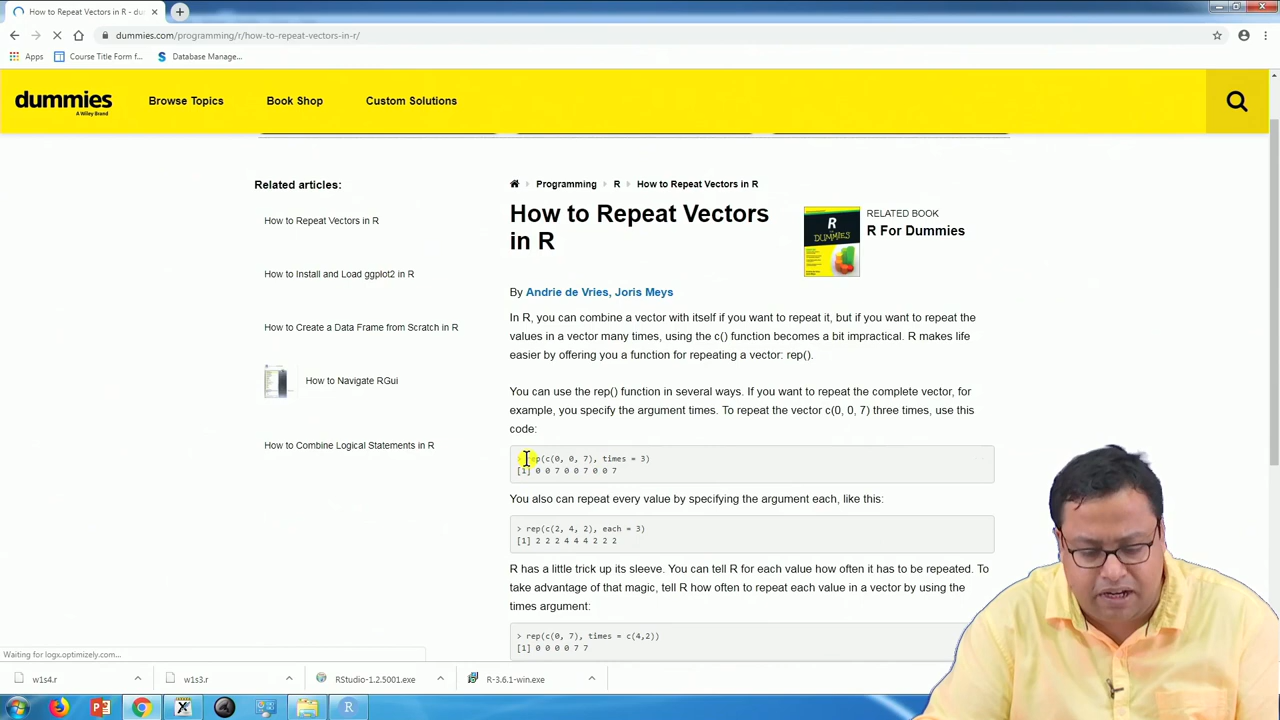 How to Repeat Vectors in R - du
dummies.com/programming/r/how-to-repeat-vectors-in-r/
Apps
Course Title Form f...
Database Manage...
dummies
A Wiley Brand
Browse Topics
Book Shop
Custom Solutions
Related articles:
How to Repeat Vectors in R
How to Install and Load ggplot2 in R
How to Create a Data Frame from Scratch in R
How to Navigate RGui
How to Combine Logical Statements in R
Programming
R
How to Repeat Vectors in R
How to Repeat Vectors
in R
RELATED BOOK
R For Dummies
R
DUMMIES
By Andrie de Vries, Joris Meys
In R, you can combine a vector with itself if you want to repeat it, but if you want to repeat the
values in a vector many times, using the c() function becomes a bit impractical. R makes life
easier by offering you a function for repeating a vector: rep().
You can use the rep() function in several ways. If you want to repeat the complete vector, for
example, you specify the argument times. To repeat the vector c(0, 0, 7) three times, use this
code:
> rep(c(0, 0, 7), times = 3)
[1] 0 0 7 0 0 7 0 0 7
You also can repeat every value by specifying the argument each, like this:
> rep(c(2, 4, 2), each = 3)
[1] 2 2 2 4 4 4 2 2 2
R has a little trick up its sleeve. You can tell R for each value how often it has to be repeated. To
take advantage of that magic, tell R how often to repeat each value in a vector by using the
times argument:
> rep(c(0, 7), times = c(4,2))
[1] 0 0 0 0 7 7
Waiting for logx.optimizely.com...
w1s4.r
w1s3.r
RStudio-1.2.5001.exe
R-3.6.1-win.exe